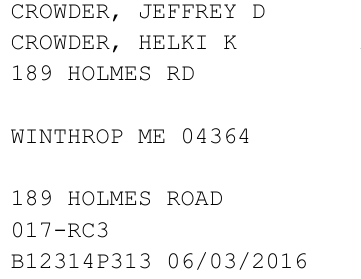 CROWDER, JEFFREY D
CROWDER, HELKI K
189 HOLMES RD
WINTHROP ME 04364
189 HOLMES ROAD
017-RC3
B12314P313 06/03/2016